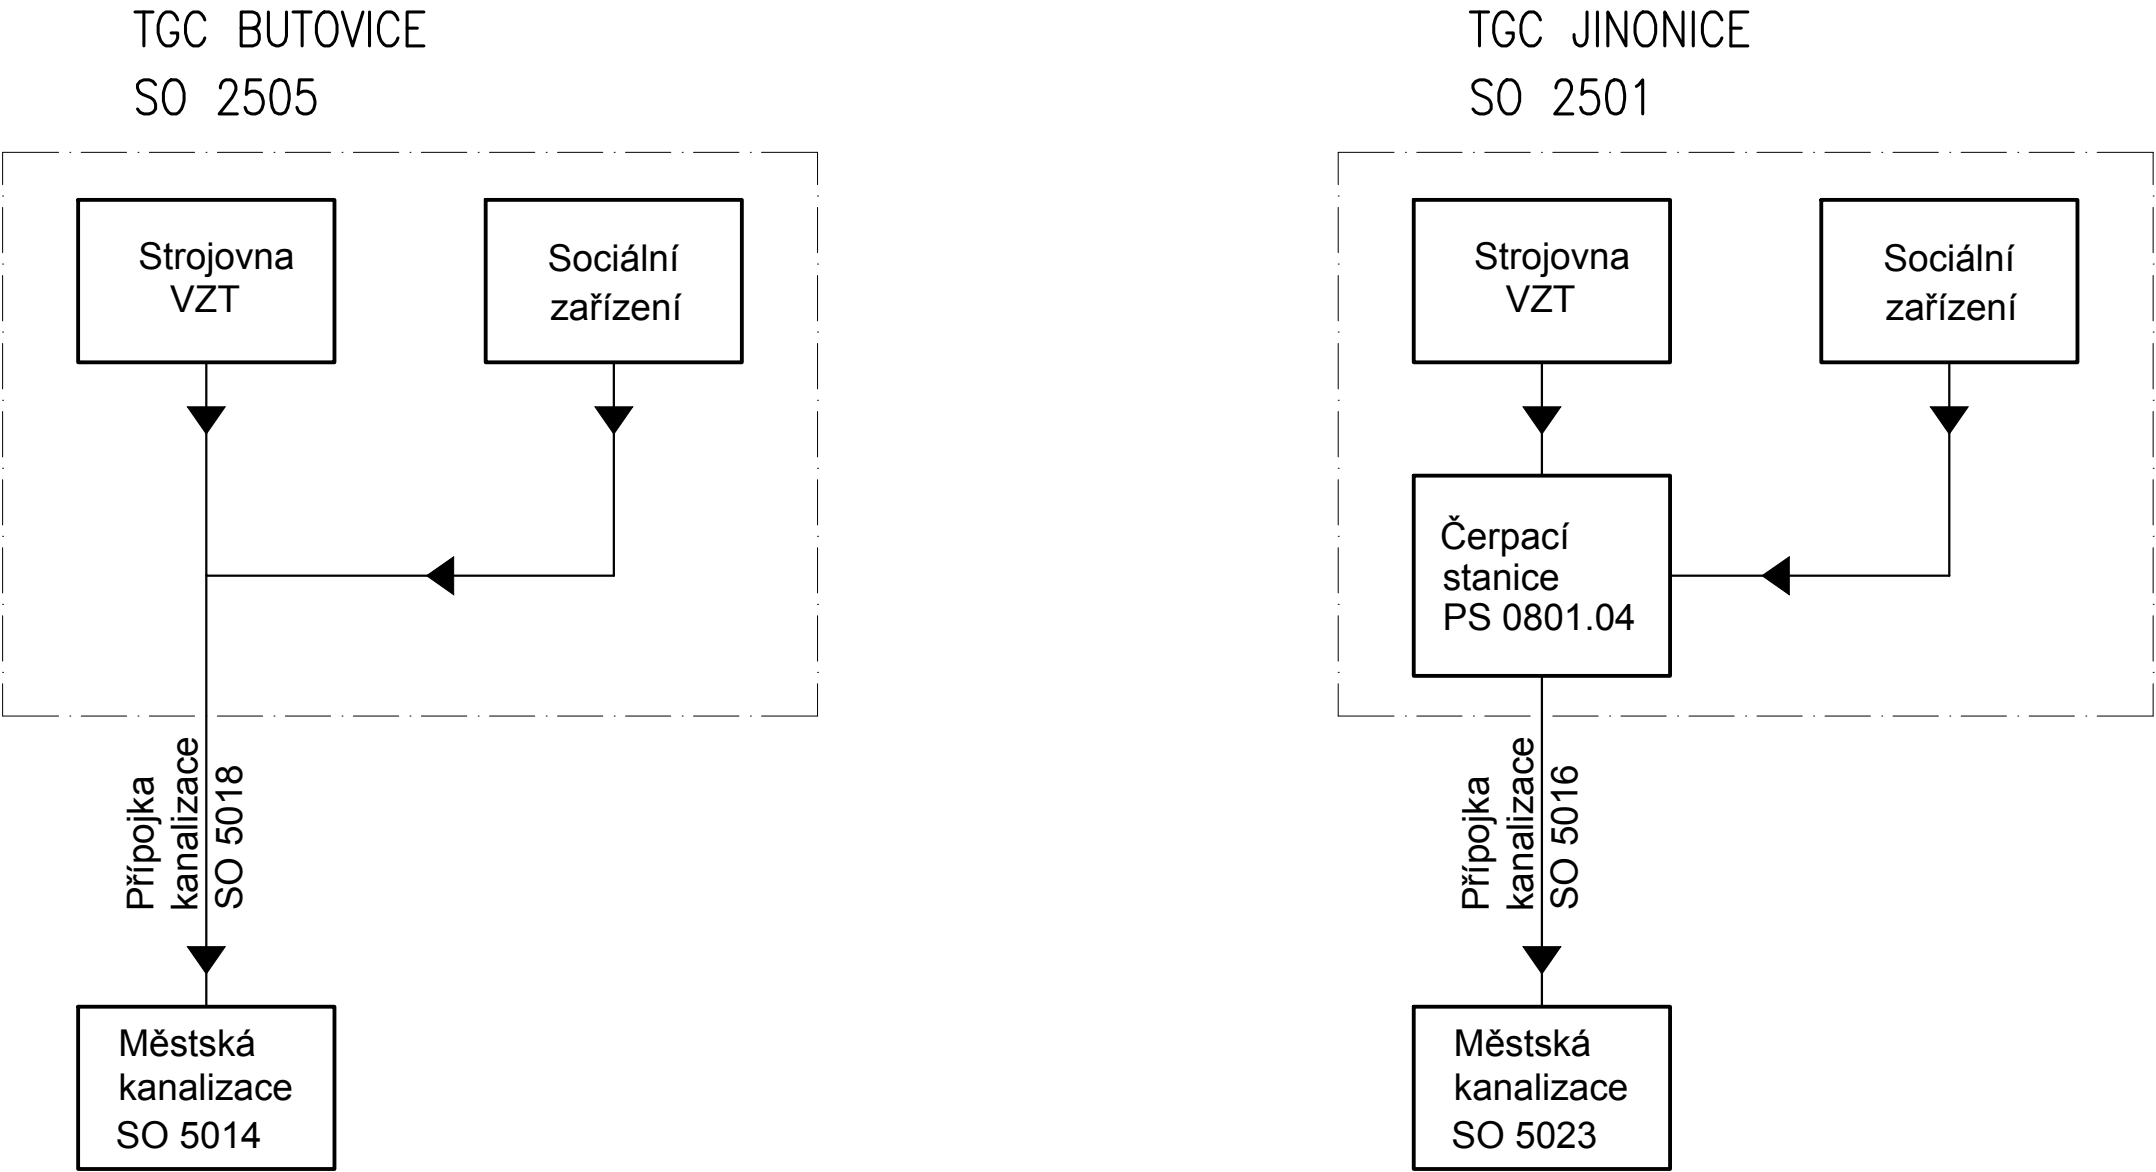 TGC BUTOVICE
SO 2505
Strojovna
VZT
Sociální
zařízení
Přípojka
kanalizace
SO 5018
Městská
kanalizace
SO 5014
TGC JINONICE
SO 2501
Strojovna
VZT
Sociální
zařízení
Čerpací
stanice
PS 0801.04
Přípojka
kanalizace
SO 5016
Městská
kanalizace
SO 5023